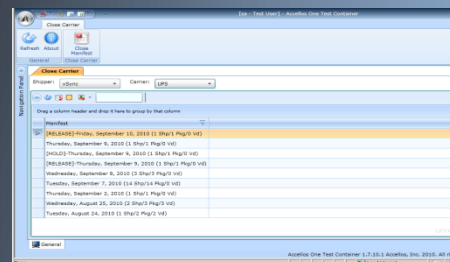 [sa - Test User] - Accellos One Test Container
Close Carrier
Refresh About Close Manifest
General Close Carrier
Close Carrier
Shipper: vSync Carrier: UPS
Navigation Panel
Drag a column header and drop it here to group by that column
Manifest
[RELEASE]-Friday, September 10, 2010 (1 Shp/1 Pkg/0 Vd)
Thursday, September 9, 2010 (1 Shp/1 Pkg/0 Vd)
[HOLD]-Thursday, September 9, 2010 (1 Shp/1 Pkg/0 Vd)
[RELEASE]-Thursday, September 9, 2010 (1 Shp/1 Pkg/0 Vd)
Wednesday, September 8, 2010 (3 Shp/3 Pkg/0 Vd)
Tuesday, September 7, 2010 (14 Shp/14 Pkg/0 Vd)
Thursday, September 2, 2010 (1 Shp/1 Pkg/0 Vd)
Wednesday, August 25, 2010 (2 Shp/3 Pkg/3 Vd)
Tuesday, August 24, 2010 (1 Shp/2 Pkg/2 Vd)
General
Accellos One Test Container 1.7.10.1 Accellos, Inc. 2010. All ri